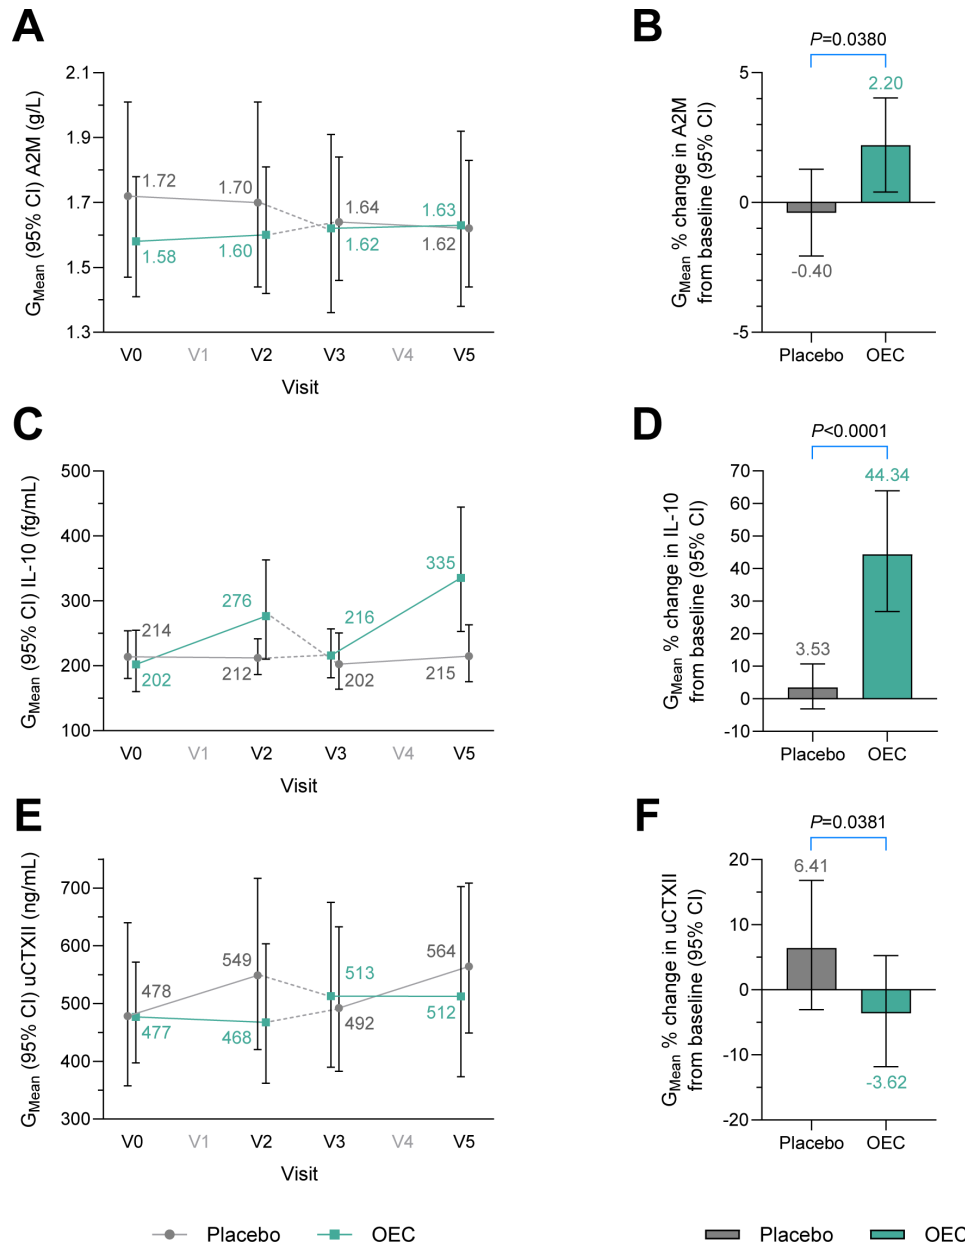 A
G_Mean (95% CI) A2M (g/L)
2.1
1.9
1.7
1.5
1.3
1.72
1.70
1.64
1.63
1.58
1.60
1.62
1.62
V0 V1 V2 V3 V4 V5
Visit
B
P=0.0380
G_Mean % change in A2M
from baseline (95% CI)
5
0
-5
2.20
-0.40
Placebo OEC
C
G_Mean (95% CI) IL-10 (fg/mL)
500
400
300
200
100
214
202
276
212
216
202
335
215
V0 V1 V2 V3 V4 V5
Visit
D
P<0.0001
G_Mean % change in IL-10
from baseline (95% CI)
70
60
50
40
30
20
10
0
-10
44.34
3.53
Placebo OEC
E
G_Mean (95% CI) uCTXII (ng/mL)
700
600
500
400
300
478
477
549
468
513
492
564
512
V0 V1 V2 V3 V4 V5
Visit
F
P=0.0381
G_Mean % change in uCTXII
from baseline (95% CI)
20
10
0
-10
-20
6.41
-3.62
Placebo OEC
Placebo OEC
Placebo OEC